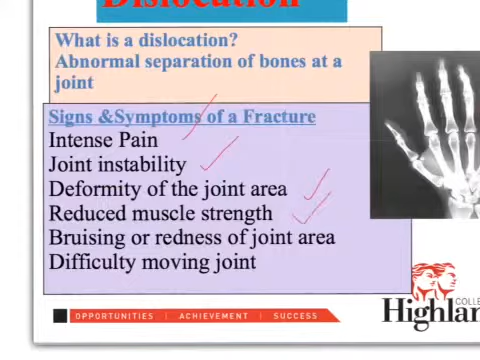 Dislocation
What is a dislocation?
Abnormal separation of bones at a
joint
Signs &Symptoms of a Fracture
Intense Pain
Joint instability
Deformity of the joint area
Reduced muscle strength
Bruising or redness of joint area
Difficulty moving joint
COLLE
Highlan
OPPORTUNITIES | ACHIEVEMENT | SUCCESS